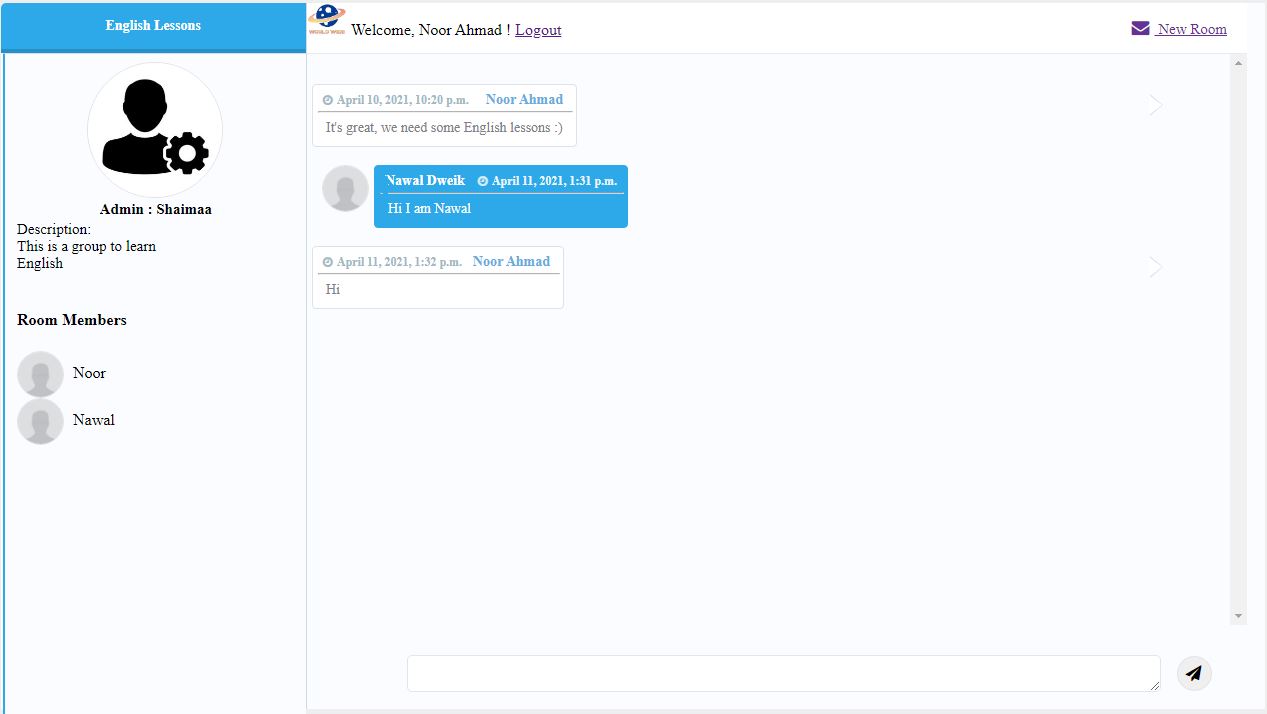 English Lessons
WORLD WIDE
Welcome, Noor Ahmad ! Logout
New Room
Admin : Shaimaa
Description:
This is a group to learn
English
Room Members
Noor
Nawal
April 10, 2021, 10:20 p.m. Noor Ahmad
It's great, we need some English lessons :)
Nawal Dweik April 11, 2021, 1:31 p.m.
Hi I am Nawal
April 11, 2021, 1:32 p.m. Noor Ahmad
Hi